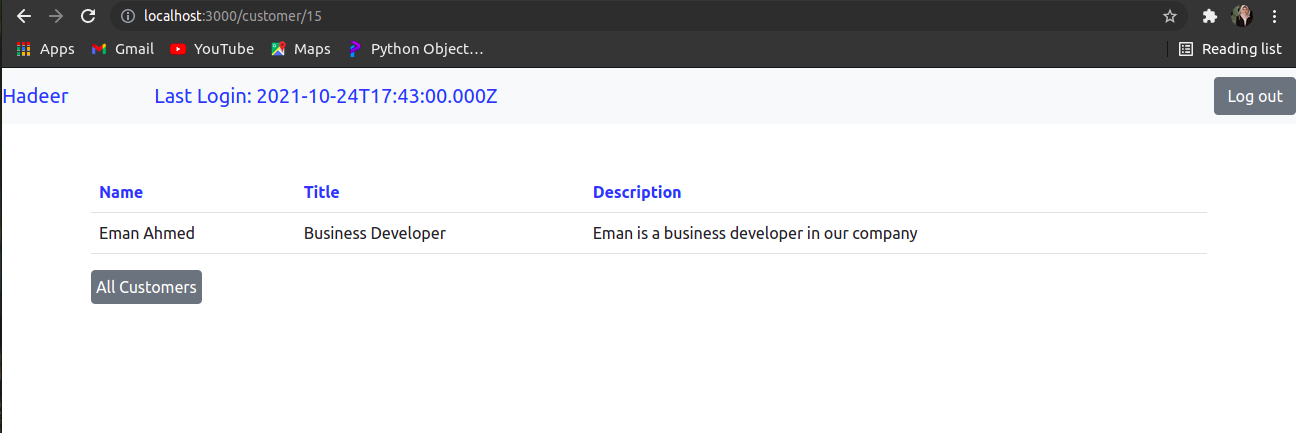 localhost:3000/customer/15
Apps Gmail YouTube Maps Python Object… Reading list
Hadeer Last Login: 2021-10-24T17:43:00.000Z Log out
Name Title Description
Eman Ahmed Business Developer Eman is a business developer in our company
All Customers